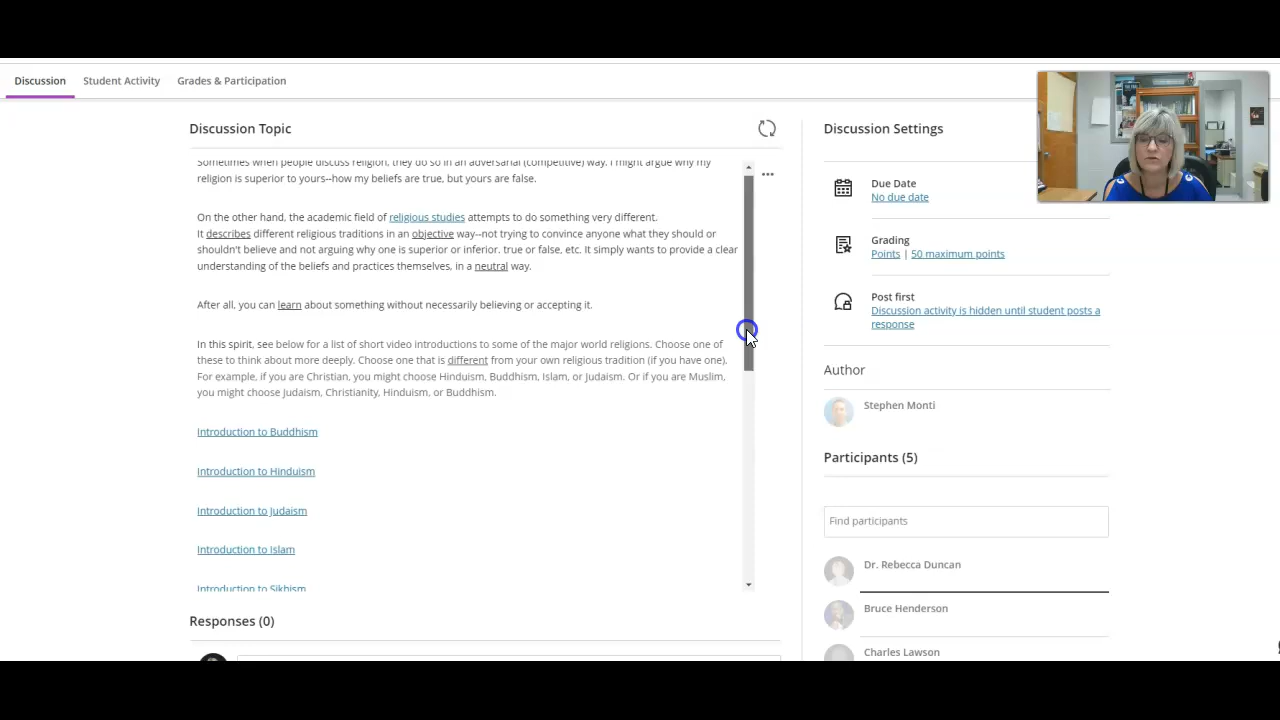 Discussion
Student Activity
Grades & Participation
Discussion Topic
Sometimes when people discuss religion, they do so in an adversarial (competitive) way. I might argue why my
religion is superior to yours--how my beliefs are true, but yours are false.
On the other hand, the academic field of religious studies attempts to do something very different.
It describes different religious traditions in an objective way--not trying to convince anyone what they should or
shouldn't believe and not arguing why one is superior or inferior, true or false, etc. It simply wants to provide a clear
understanding of the beliefs and practices themselves, in a neutral way.
After all, you can learn about something without necessarily believing or accepting it.
In this spirit, see below for a list of short video introductions to some of the major world religions. Choose one of
these to think about more deeply. Choose one that is different from your own religious tradition (if you have one).
For example, if you are Christian, you might choose Hinduism, Buddhism, Islam, or Judaism. Or if you are Muslim,
you might choose Judaism, Christianity, Hinduism, or Buddhism.
Introduction to Buddhism
Introduction to Hinduism
Introduction to Judaism
Introduction to Islam
Introduction to Sikhism
Responses (0)
Discussion Settings
Due Date
No due date
Grading
Points | 50 maximum points
Post first
Discussion activity is hidden until student posts a
response
Author
Stephen Monti
Participants (5)
Find participants
Dr. Rebecca Duncan
Bruce Henderson
Charles Lawson